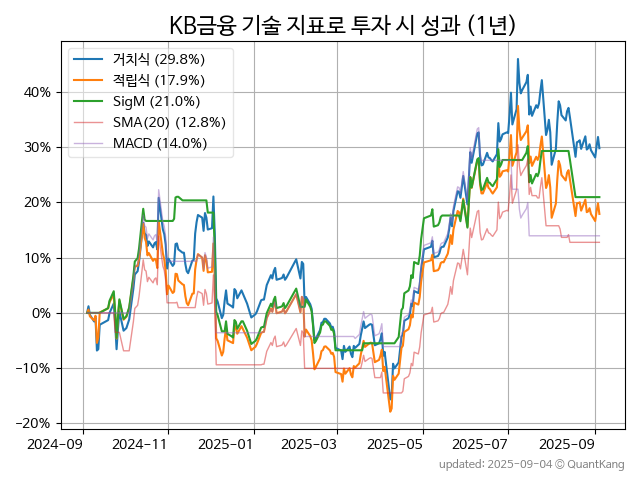 KB금융 기술 지표로 투자 시 성과 (1년)
거치식 (29.8%)
적립식 (17.9%)
SigM (21.0%)
SMA(20) (12.8%)
MACD (14.0%)
40%
30%
20%
10%
0%
−10%
−20%
2024-09
2024-11
2025-01
2025-03
2025-05
2025-07
2025-09
updated: 2025-09-04 © QuantKang